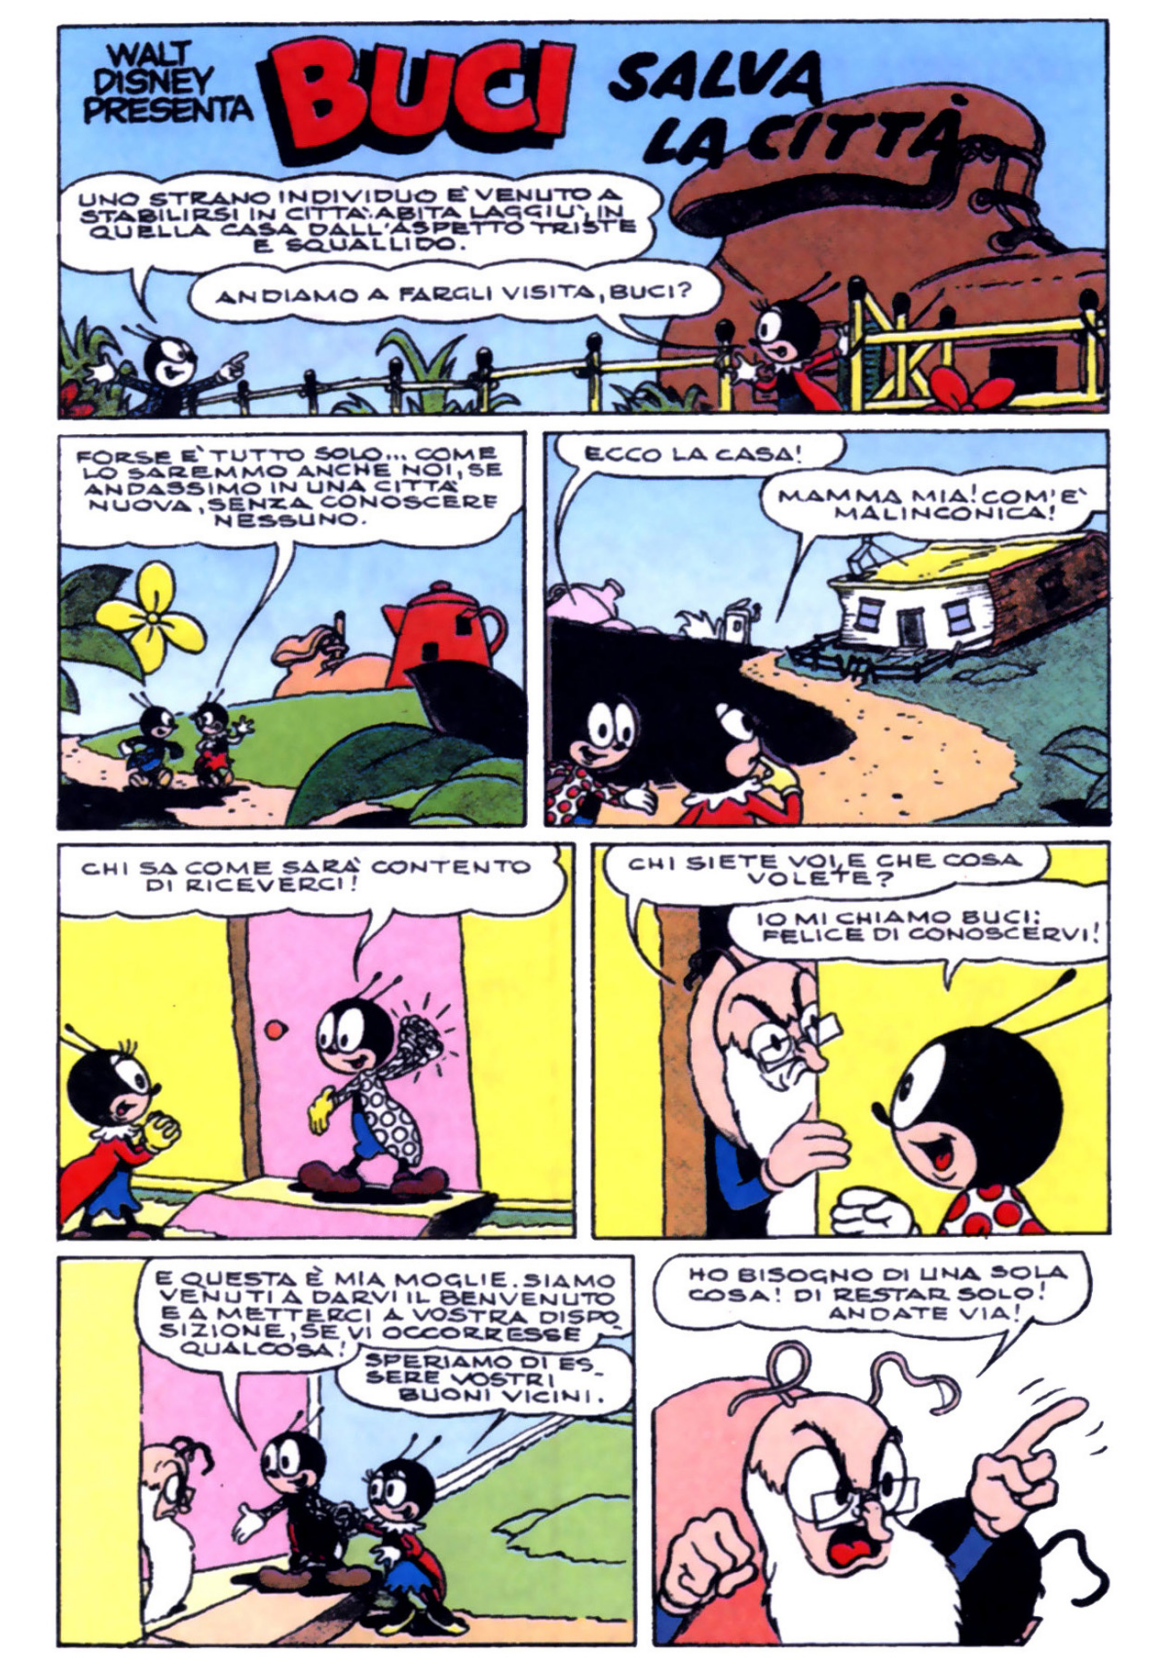 WALT
DISNEY
PRESENTA
BUCI
SALVA
LA CITTÀ
UNO STRANO INDIVIDUO E' VENUTO A
STABILIRSI IN CITTA'. ABITA LAGGIU', IN
QUELLA CASA DALL'ASPETTO TRISTE
E SQUALLIDO.
ANDIAMO A FARGLI VISITA, BUCI?
FORSE E' TUTTO SOLO... COME
LO SAREMMO ANCHE NOI, SE
ANDASSIMO IN UNA CITTA'
NUOVA, SENZA CONOSCERE
NESSUNO.
ECCO LA CASA!
MAMMA MIA! COM'E'
MALINCONICA!
CHI SA COME SARA' CONTENTO
DI RICEVERCI!
CHI SIETE VOI, E CHE COSA
VOLETE?
IO MI CHIAMO BUCI:
FELICE DI CONOSCERVI!
E QUESTA È MIA MOGLIE. SIAMO
VENUTI A DARVI IL BENVENUTO
E A METTERCI A VOSTRA DISPO-
SIZIONE, SE VI OCCORRESSE
QUALCOSA!
SPERIAMO DI ES-
SERE VOSTRI
BUONI VICINI.
HO BISOGNO DI UNA SOLA
COSA! DI RESTAR SOLO!
ANDATE VIA!